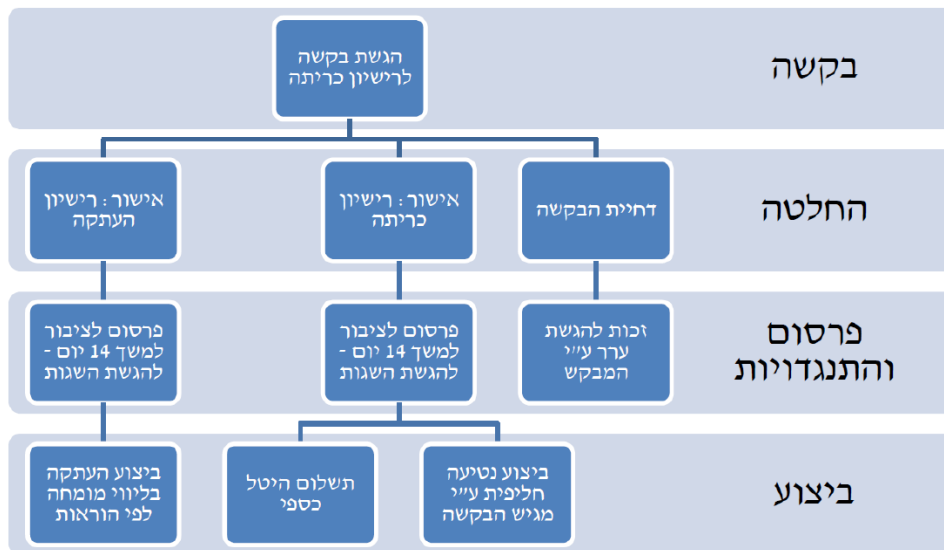 בקשה
הגשת בקשה
לרישיון כריתה
החלטה
דחיית הבקשה
אישור: רישיון
כריתה
אישור: רישיון
העתקה
פרסום
והתנגדויות
זכות להגשת
ערר ע"י
המבקש
פרסום לציבור
למשך 14 יום -
להגשת השגות
פרסום לציבור
למשך 14 יום -
להגשת השגות
ביצוע
ביצוע נטיעה
חליפית ע"י
מגיש הבקשה
תשלום היטל
כספי
ביצוע העתקה
בליווי מומחה
לפי הוראות